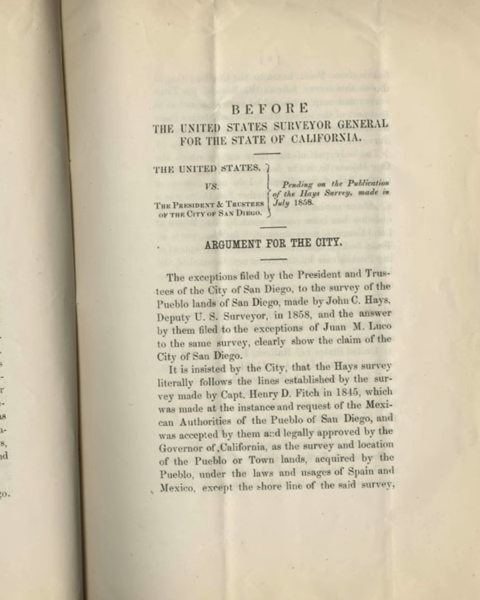 BEFORE
THE UNITED STATES SURVEYOR GENERAL
FOR THE STATE OF CALIFORNIA.
THE UNITED STATES,
VS.
THE PRESIDENT & TRUSTEES
OF THE CITY OF SAN DIEGO.
Pending on the Publication
of the Hays Survey, made in
July 1858.
ARGUMENT FOR THE CITY.
The exceptions filed by the President and Trus-
tees of the City of San Diego, to the survey of the
Pueblo lands of San Diego, made by John C. Hays,
Deputy U. S. Surveyor, in 1858, and the answer
by them filed to the exceptions of Juan M. Luco
to the same survey, clearly show the claim of the
City of San Diego.
It is insisted by the City, that the Hays survey
literally follows the lines established by the sur-
vey made by Capt. Henry D. Fitch in 1845, which
was made at the instance and request of the Mexi-
can Authorities of the Pueblo of San Diego, and
was accepted by them and legally approved by the
Governor of California, as the survey and location
of the Pueblo or Town lands, acquired by the
Pueblo, under the laws and usages of Spain and
Mexico, except the shore line of the said survey,